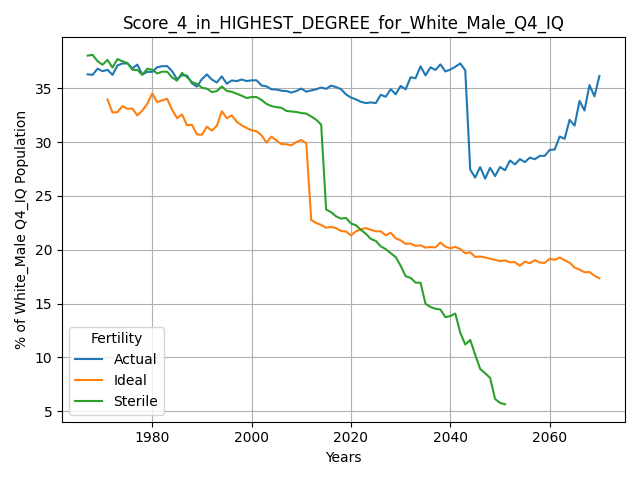 Score_4_in_HIGHEST_DEGREE_for_White_Male_Q4_IQ
% of White_Male Q4_IQ Population
35
30
25
20
15
10
5
Fertility
Actual
Ideal
Sterile
1980 2000 2020 2040 2060
Years